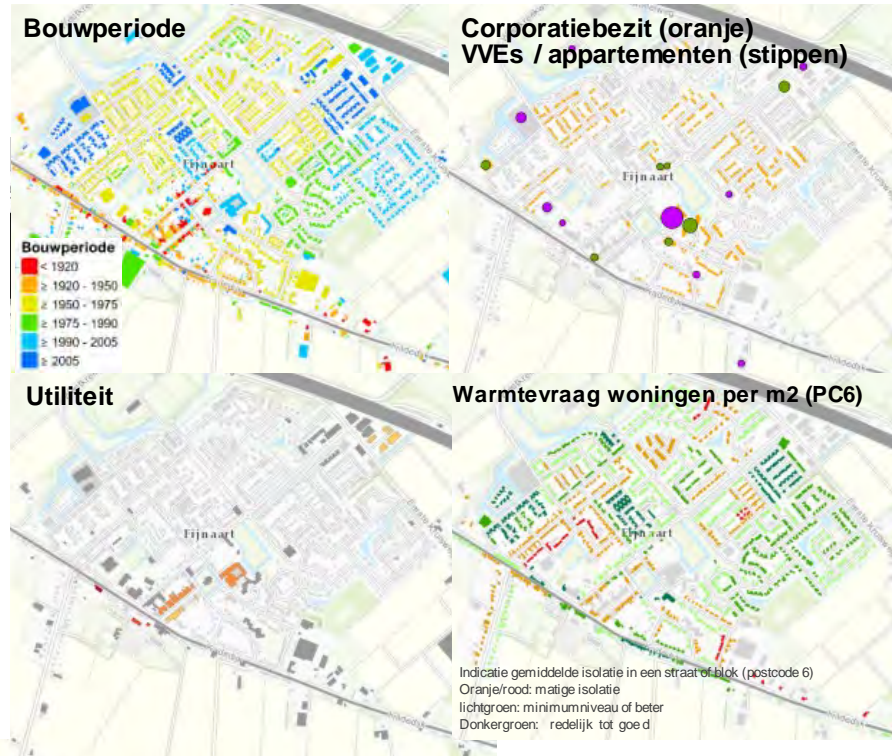 Bouwperiode
Fijnaart
Bouwperiode
< 1920
≥ 1920 - 1950
≥ 1950 - 1975
≥ 1975 - 1990
≥ 1990 - 2005
≥ 2005
Corporatiebezit (oranje)
VVEs / appartementen (stippen)
Fijnaart
Utiliteit
Fijnaart
Warmtevraag woningen per m2 (PC6)
Fijnaart
Indicatie gemiddelde isolatie in een straat of blok (postcode 6)
Oranje/rood: matige isolatie
lichtgroen: minimumniveau of beter
Donkergroen: redelijk tot goed